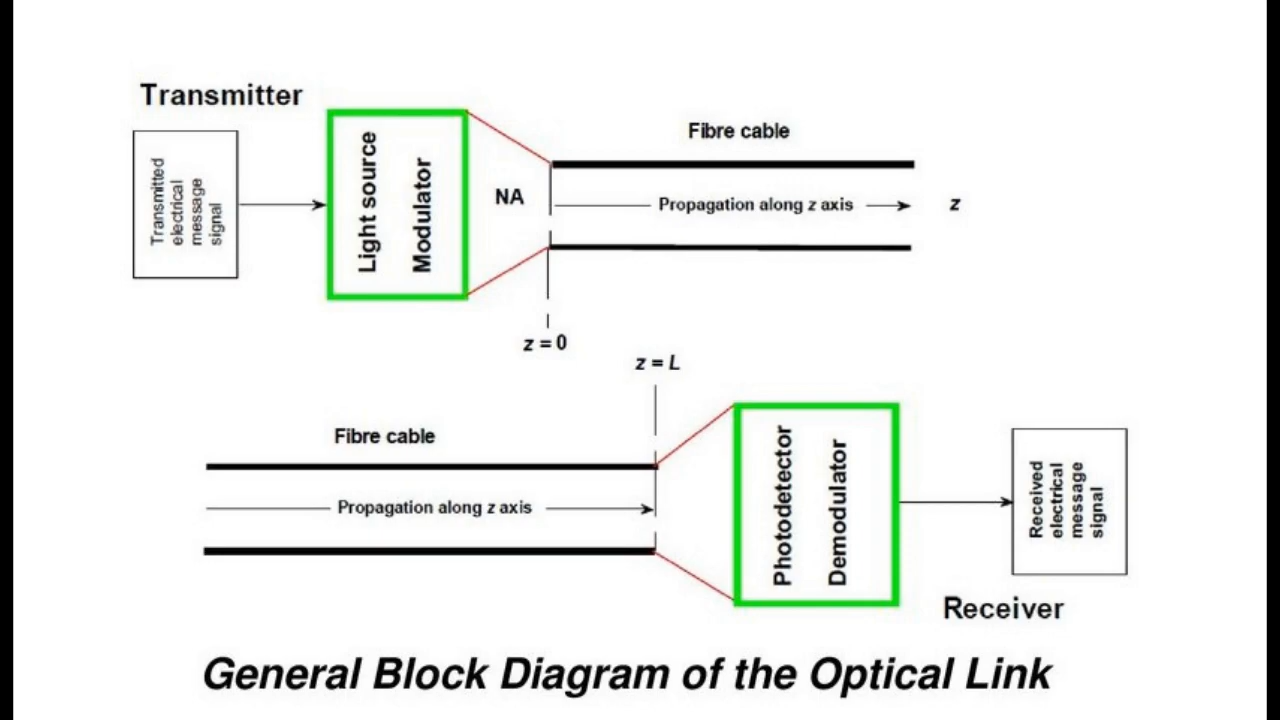 Transmitter
Transmitted
electrical
message
signal
Light source
Modulator
NA
Fibre cable
Propagation along z axis
z
z = 0
z = L
Fibre cable
Propagation along z axis
Photodetector
Demodulator
Received
electrical
message
signal
Receiver
General Block Diagram of the Optical Link